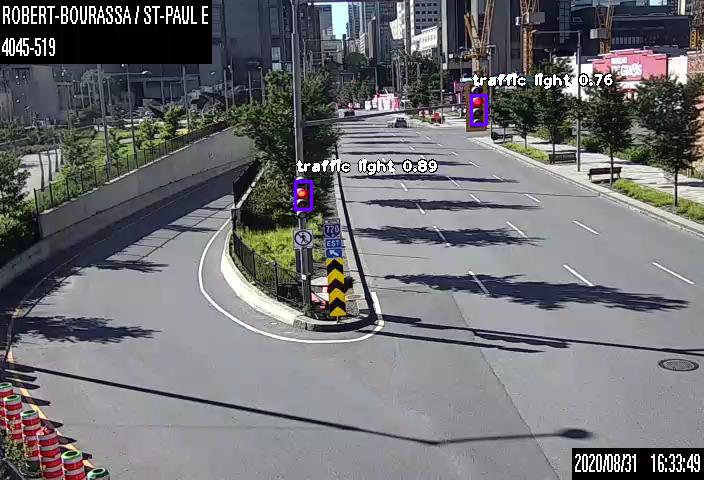 ROBERT-BOURASSA / ST-PAUL E
4045-519
traffic light 0.76
traffic light 0.89
720
EST
2020/08/31 16:33:49